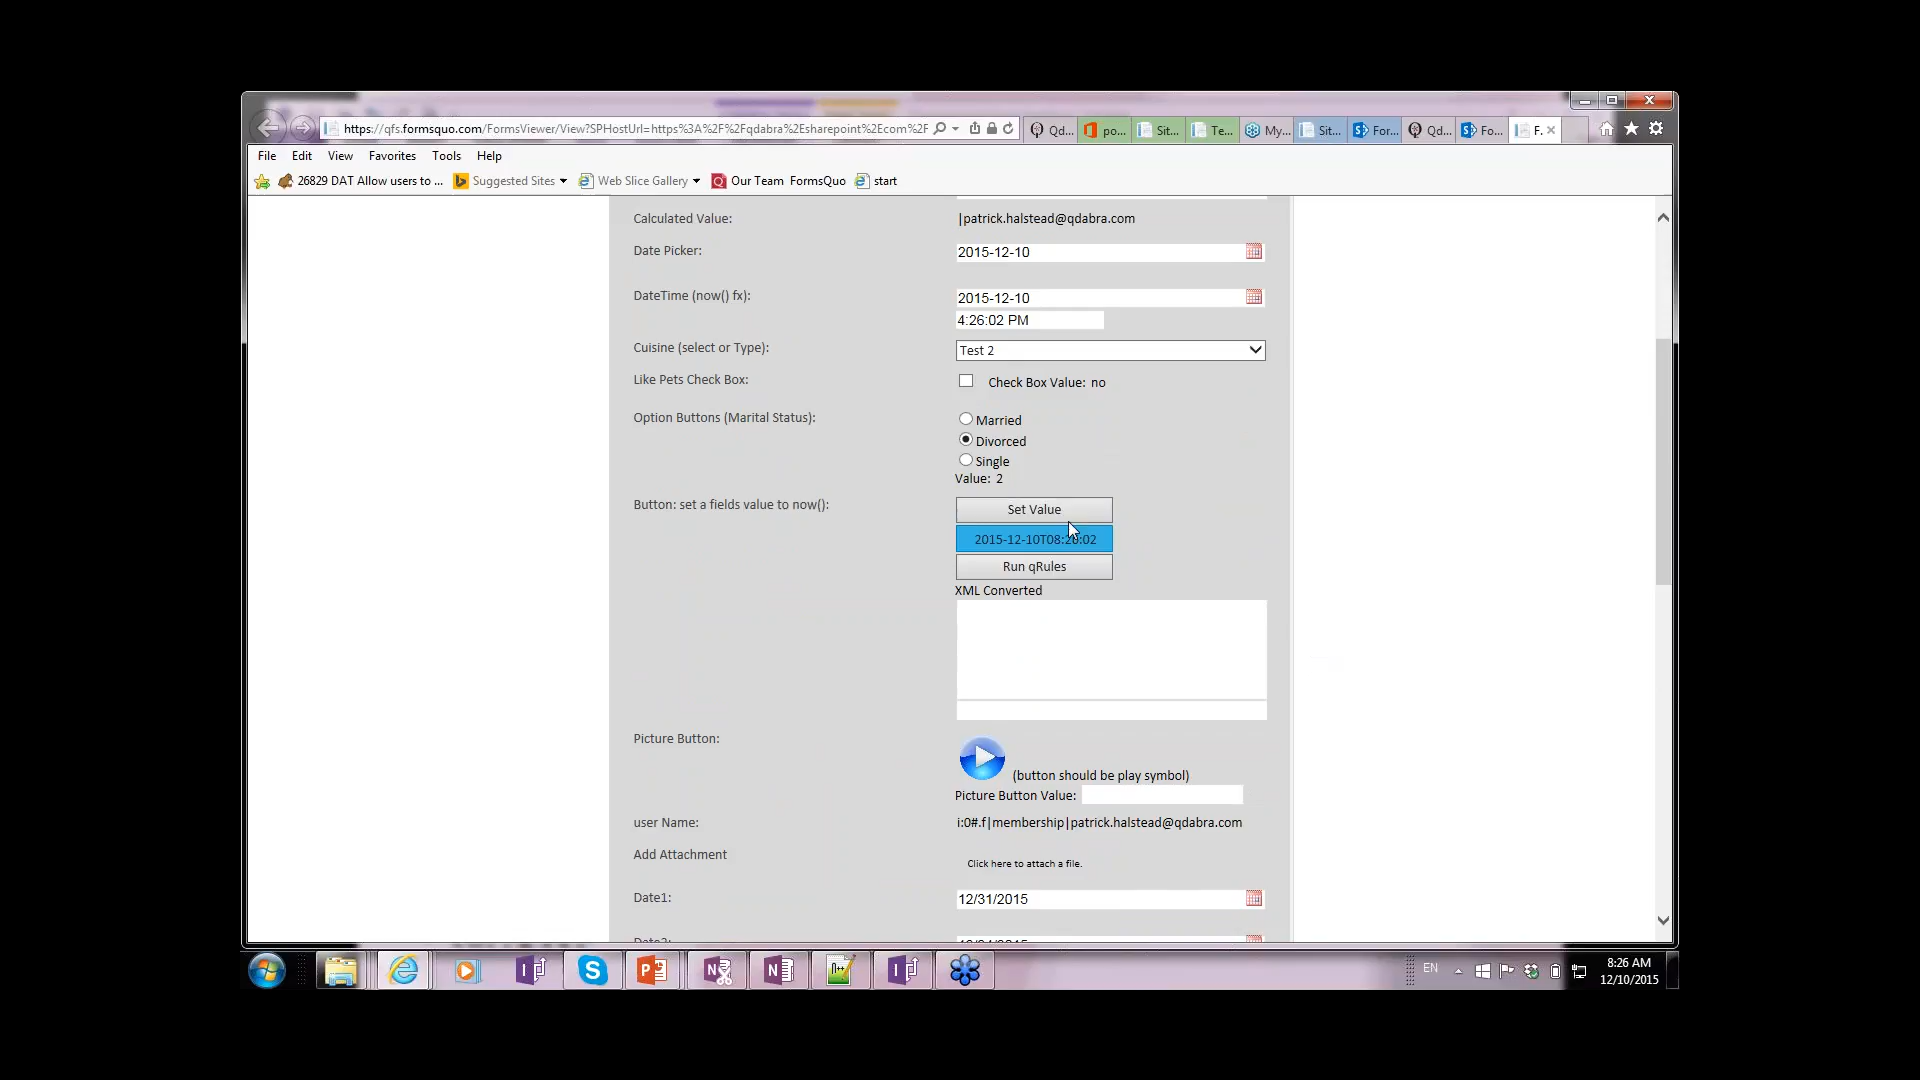 https://qfs.formsquo.com/FormsViewer/View?SPHostUrl=https%3A%2F%2Fqdabra%2Esharepoint%2Ecom%2F
Qd...
po...
Sit...
Te...
My...
Sit...
For...
Qd...
Fo...
F.
File Edit View Favorites Tools Help
26829 DAT Allow users to ... Suggested Sites Web Slice Gallery Our Team FormsQuo start
Calculated Value: |patrick.halstead@qdabra.com
Date Picker: 2015-12-10
DateTime (now() fx): 2015-12-10
4:26:02 PM
Cuisine (select or Type): Test 2
Like Pets Check Box: Check Box Value: no
Option Buttons (Marital Status): Married
Divorced
Single
Value: 2
Button: set a fields value to now(): Set Value
2015-12-10T08:26:02
Run qRules
XML Converted
Picture Button: (button should be play symbol)
Picture Button Value:
user Name: i:0#.f|membership|patrick.halstead@qdabra.com
Add Attachment Click here to attach a file.
Date1: 12/31/2015
EN 8:26 AM
12/10/2015